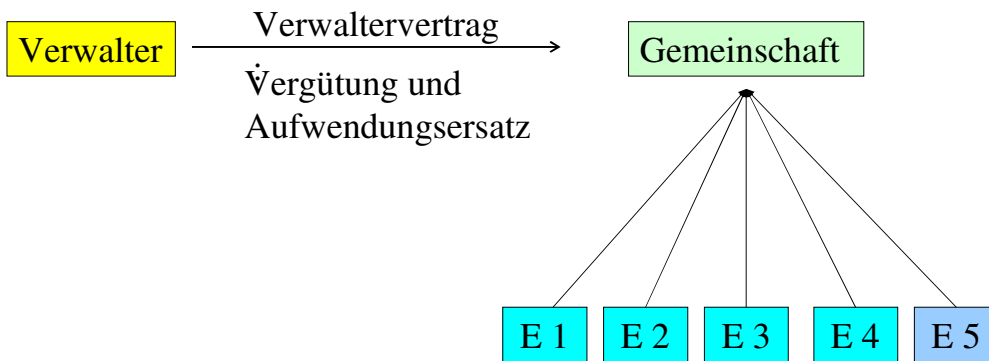 Verwaltervertrag
Verwalter
Gemeinschaft
Vergütung und
Aufwendungsersatz
E 1
E 2
E 3
E 4
E 5